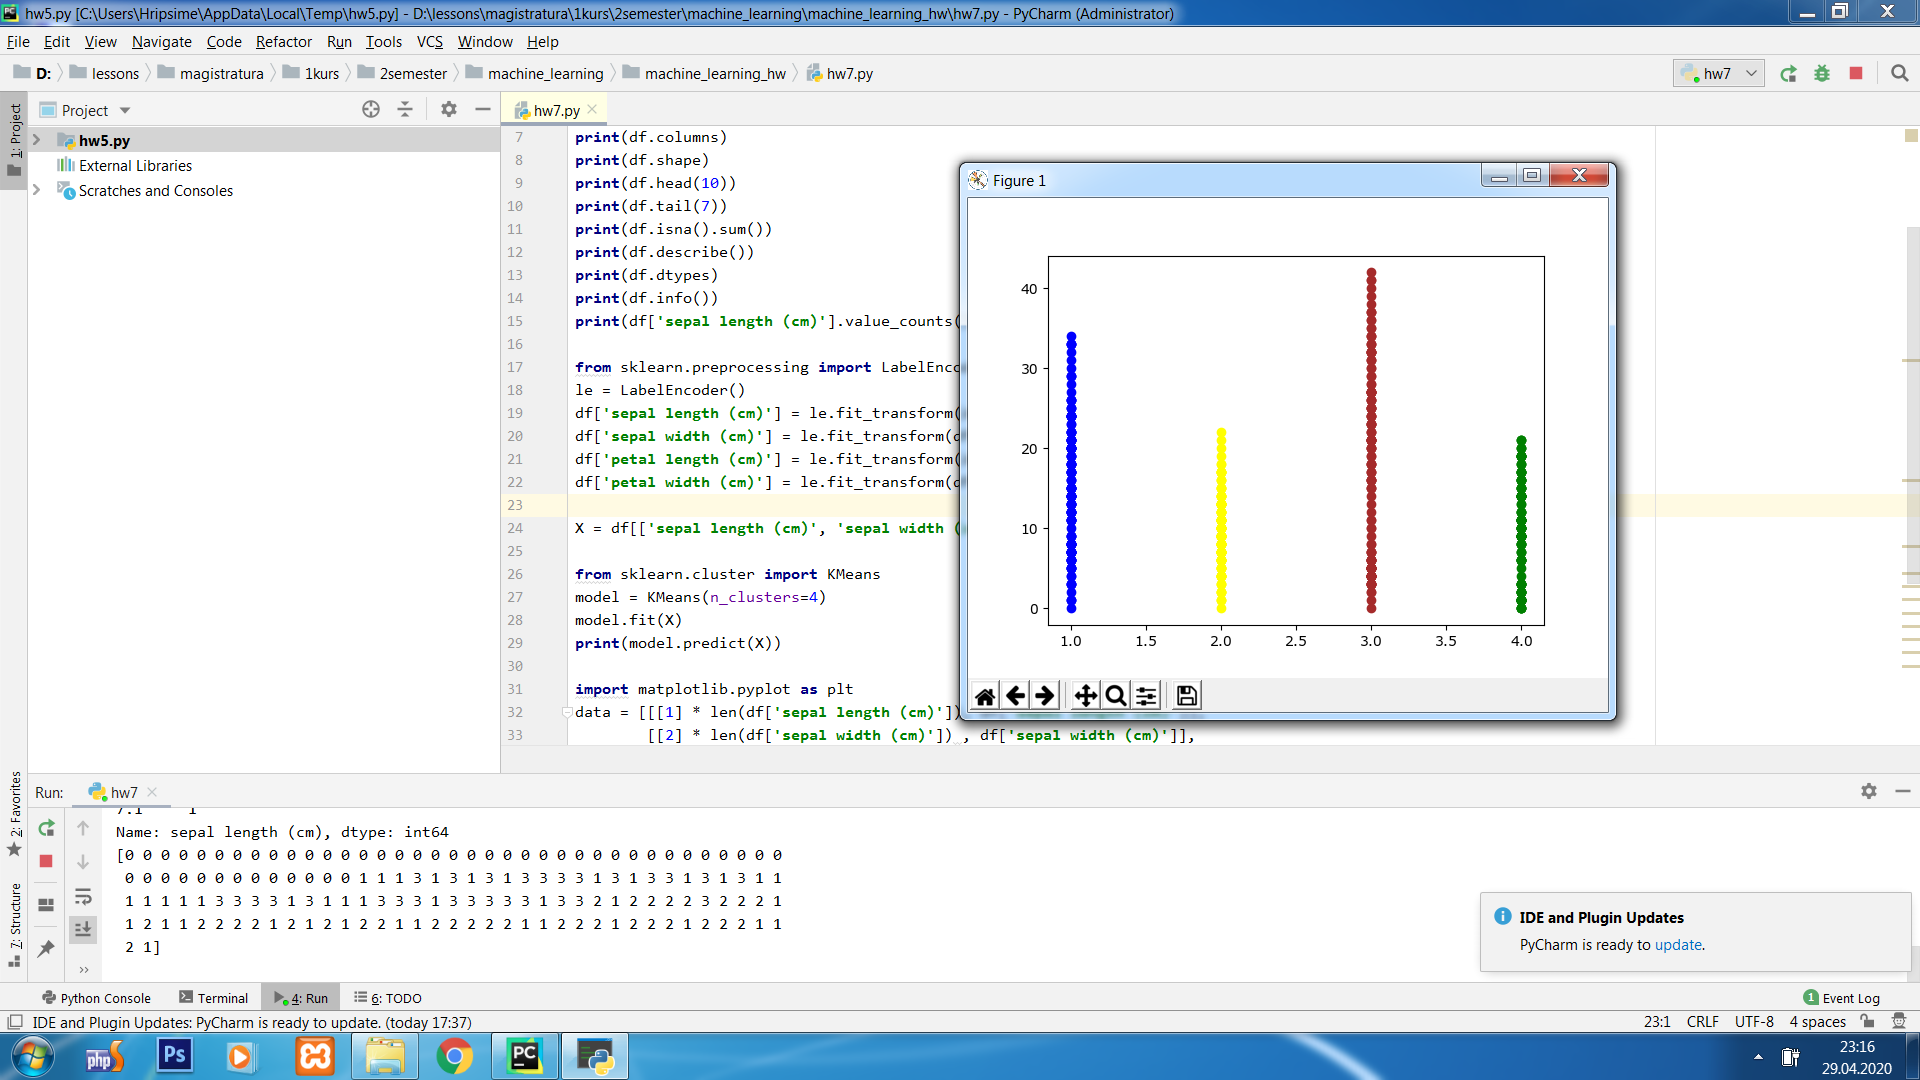 hw5.py [C:\Users\Hripsime\AppData\Local\Temp\hw5.py] - D:\lessons\magistratura\1kurs\2semester\machine_learning\machine_learning_hw\hw7.py - PyCharm (Administrator)
File Edit View Navigate Code Refactor Run Tools VCS Window Help
D: lessons magistratura 1kurs 2semester machine_learning machine_learning_hw hw7.py
hw7
1: Project
Project
hw7.py
hw5.py
External Libraries
Scratches and Consoles
7 print(df.columns)
8 print(df.shape)
9 print(df.head(10))
10 print(df.tail(7))
11 print(df.isna().sum())
12 print(df.describe())
13 print(df.dtypes)
14 print(df.info())
15 print(df['sepal length (cm)'].value_counts(
16
17 from sklearn.preprocessing import LabelEnc
18 le = LabelEncoder()
19 df['sepal length (cm)'] = le.fit_transform(
20 df['sepal width (cm)'] = le.fit_transform(
21 df['petal length (cm)'] = le.fit_transform(
22 df['petal width (cm)'] = le.fit_transform(
23
24 X = df[['sepal length (cm)', 'sepal width (
25
26 from sklearn.cluster import KMeans
27 model = KMeans(n_clusters=4)
28 model.fit(X)
29 print(model.predict(X))
30
31 import matplotlib.pyplot as plt
32 data = [[[1] * len(df['sepal length (cm)'])
33 [[2] * len(df['sepal width (cm)']) , df['sepal width (cm)']],
Figure 1
40
30
20
10
0
1.0 1.5 2.0 2.5 3.0 3.5 4.0
2: Favorites
7: Structure
Run: hw7
7.1 1
Name: sepal length (cm), dtype: int64
[0 0 0 0 0 0 0 0 0 0 0 0 0 0 0 0 0 0 0 0 0 0 0 0 0 0 0 0 0 0 0 0 0 0 0 0 0
0 0 0 0 0 0 0 0 0 0 0 0 0 1 1 1 3 1 3 1 3 1 3 3 3 3 1 3 1 3 3 1 3 1 3 1 1
1 1 1 1 1 3 3 3 3 1 3 1 1 1 3 3 3 1 3 3 3 3 3 1 3 3 2 1 2 2 2 2 3 2 2 2 1
1 2 1 1 2 2 2 2 1 2 1 2 1 2 2 1 1 2 2 2 2 2 1 1 2 2 2 1 2 2 2 1 2 2 2 1 1
2 1]
IDE and Plugin Updates
PyCharm is ready to update.
Python Console Terminal 4: Run 6: TODO
1 Event Log
IDE and Plugin Updates: PyCharm is ready to update. (today 17:37)
23:1 CRLF UTF-8 4 spaces
php
Ps
PC
23:16
29.04.2020